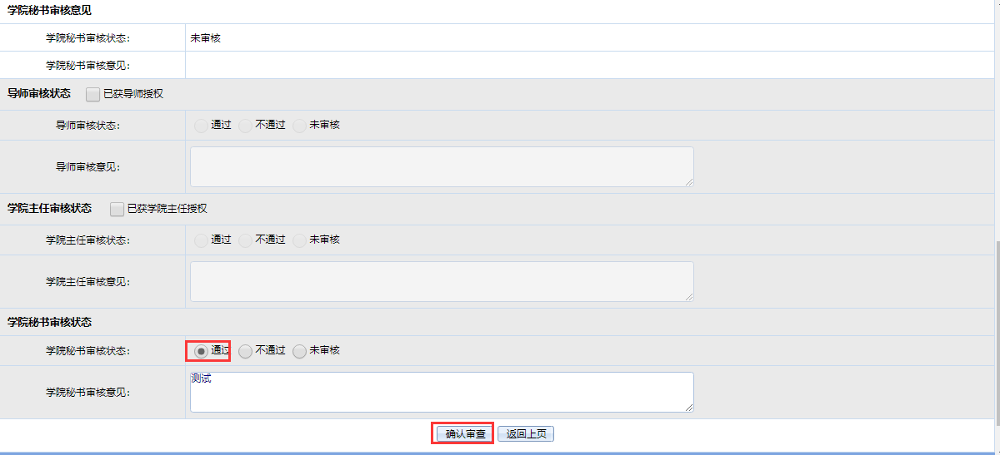 学院秘书审核意见
学院秘书审核状态: 未审核
学院秘书审核意见:
导师审核状态 已获导师授权
导师审核状态: 通过 不通过 未审核
导师审核意见:
学院主任审核状态 已获学院主任授权
学院主任审核状态: 通过 不通过 未审核
学院主任审核意见:
学院秘书审核状态
学院秘书审核状态: 通过 不通过 未审核
学院秘书审核意见: 测试
确认审查 返回上页